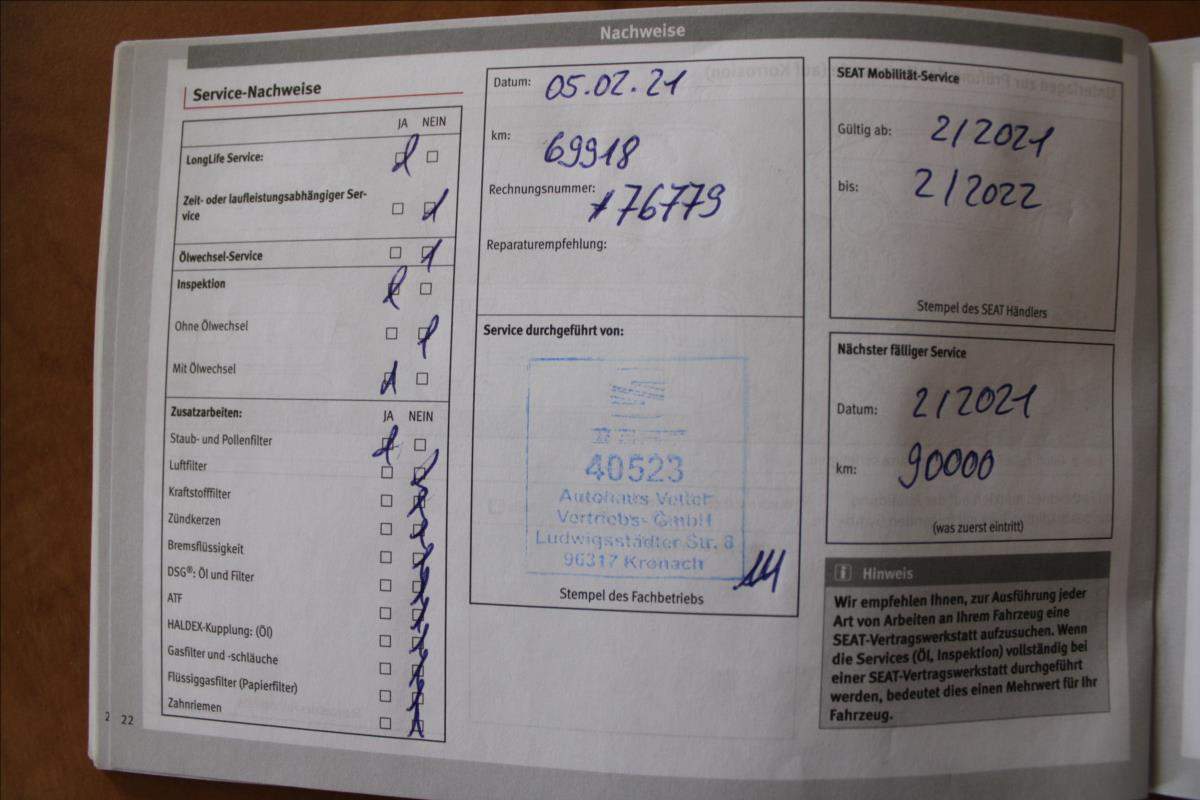 Nachweise
Service-Nachweise
JA NEIN
LongLife Service:
Zeit- oder laufleistungsabhängiger Ser-
vice
Ölwechsel-Service
Inspektion
Ohne Ölwechsel
Mit Ölwechsel
Zusatzarbeiten: JA NEIN
Staub- und Pollenfilter
Luftfilter
Kraftstofffilter
Zündkerzen
Bremsflüssigkeit
DSG®: Öl und Filter
ATF
HALDEX-Kupplung: (Öl)
Gasfilter und -schläuche
Flüssiggasfilter (Papierfilter)
Zahnriemen
22
Datum: 05.02.21
km: 69918
Rechnungsnummer:
176779
Reparaturempfehlung:
Service durchgeführt von:
40523
Autohaus Vetter
Vertriebs- GmbH
Ludwigsstädter Str. 8
96317 Kronach
Stempel des Fachbetriebs
SEAT Mobilität-Service
Gültig ab: 2/2021
bis: 2/2022
Stempel des SEAT Händlers
Nächster fälliger Service
Datum: 2/2021
km: 90000
(was zuerst eintritt)
Hinweis
Wir empfehlen Ihnen, zur Ausführung jeder
Art von Arbeiten an Ihrem Fahrzeug eine
SEAT-Vertragswerkstatt aufzusuchen. Wenn
die Services (Öl, Inspektion) vollständig bei
einer SEAT-Vertragswerkstatt durchgeführt
werden, bedeutet dies einen Mehrwert für Ihr
Fahrzeug.